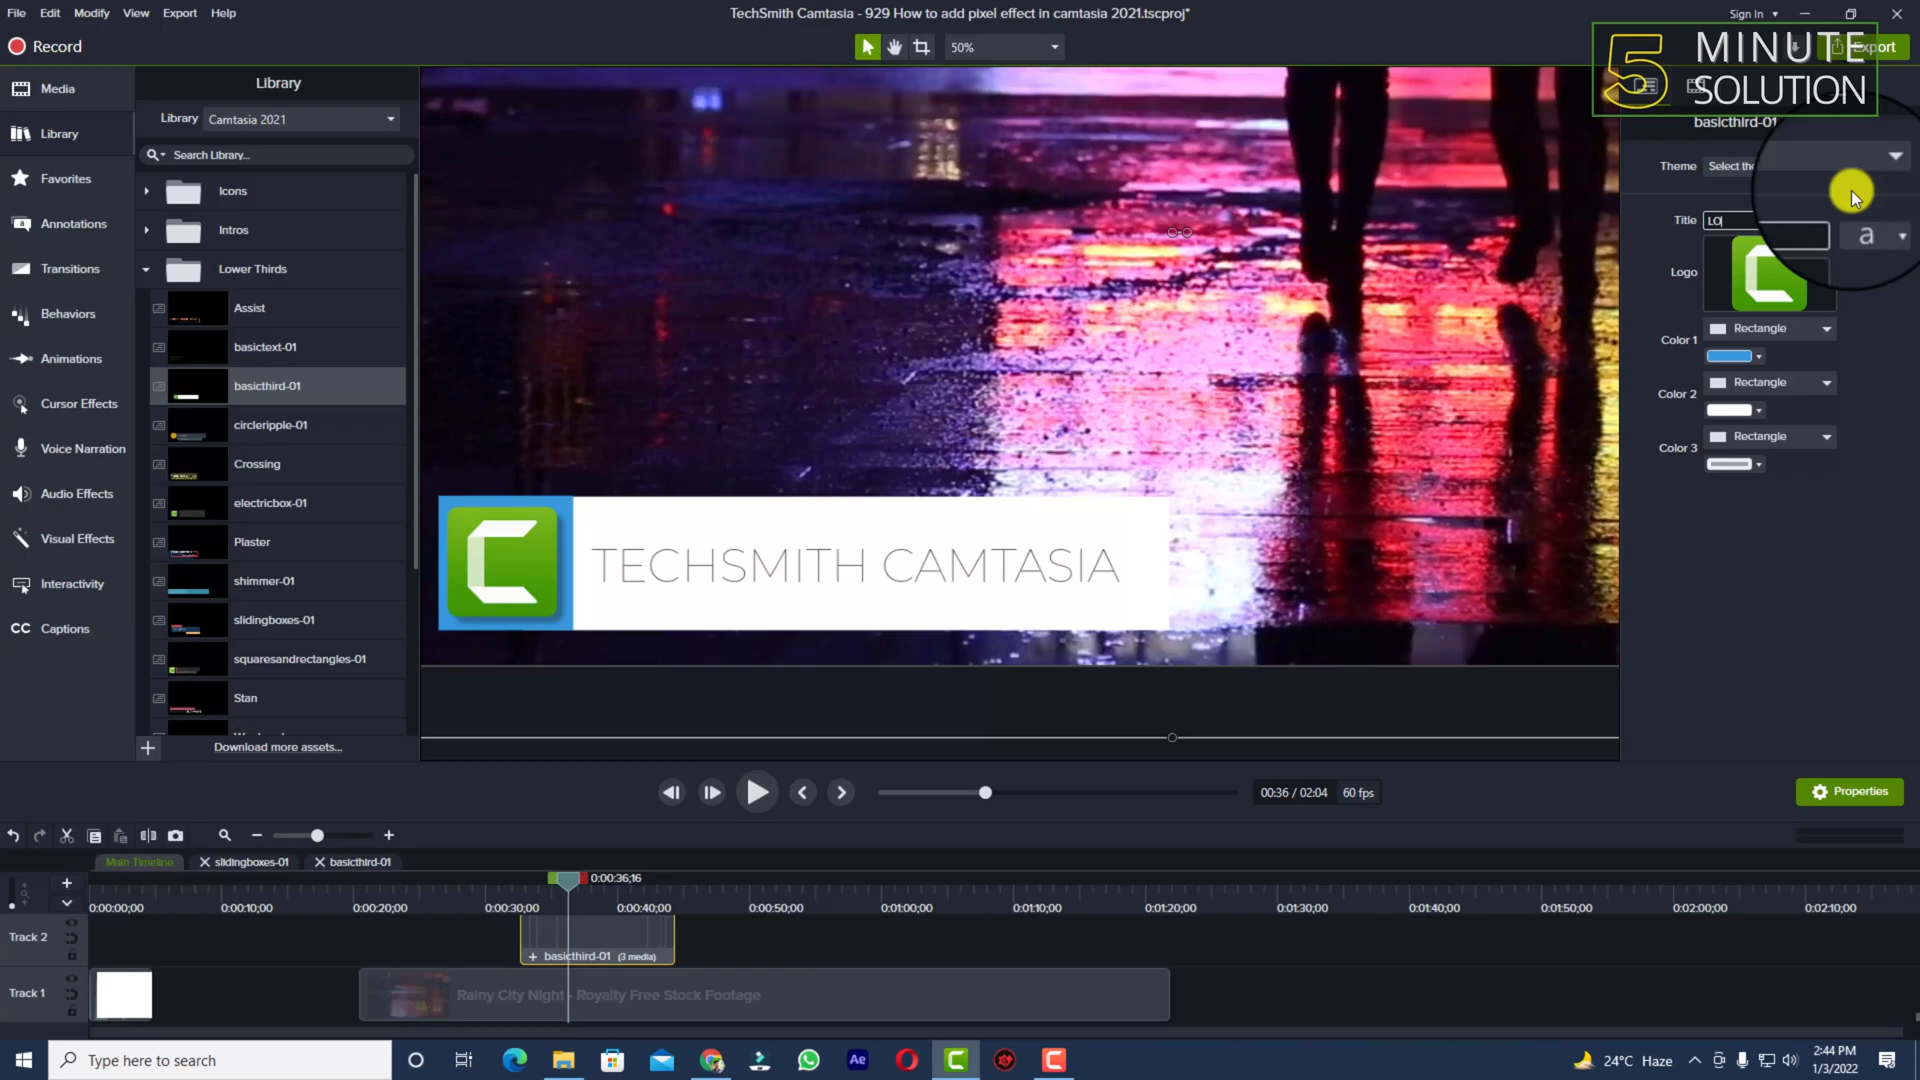 File Edit Modify View Export Help
TechSmith Camtasia - 929 How to add pixel effect in camtasia 2021.tscproj*
Sign In
Record
50%
Export
5 MINUTE
SOLUTION
Media
Library
Favorites
Annotations
Transitions
Behaviors
Animations
Cursor Effects
Voice Narration
Audio Effects
Visual Effects
Interactivity
CC Captions
Library
Library Camtasia 2021
Search Library...
Icons
Intros
Lower Thirds
Assist
basictext-01
basicthird-01
circleripple-01
Crossing
electricbox-01
Plaster
shimmer-01
slidingboxes-01
squaresandrectangles-01
Stan
Download more assets...
TECHSMITH CAMTASIA
basicthird-01
Theme Select the
Title LO
a
Logo
Color 1 Rectangle
Color 2 Rectangle
Color 3 Rectangle
00:36 / 02:04 60 fps
Properties
Main Timeline slidingboxes-01 basicthird-01
0:00:36;16
0:00:00;00 0:00:10;00 0:00:20;00 0:00:30;00 0:00:40;00 0:00:50;00 0:01:00;00 0:01:10;00 0:01:20;00 0:01:30;00 0:01:40;00 0:01:50;00 0:02:00;00 0:02:10;00
Track 2
+ basicthird-01 (3 media)
Track 1
Rainy City Night - Royalty Free Stock Footage
Type here to search
Ae
24°C Haze
2:44 PM
1/3/2022